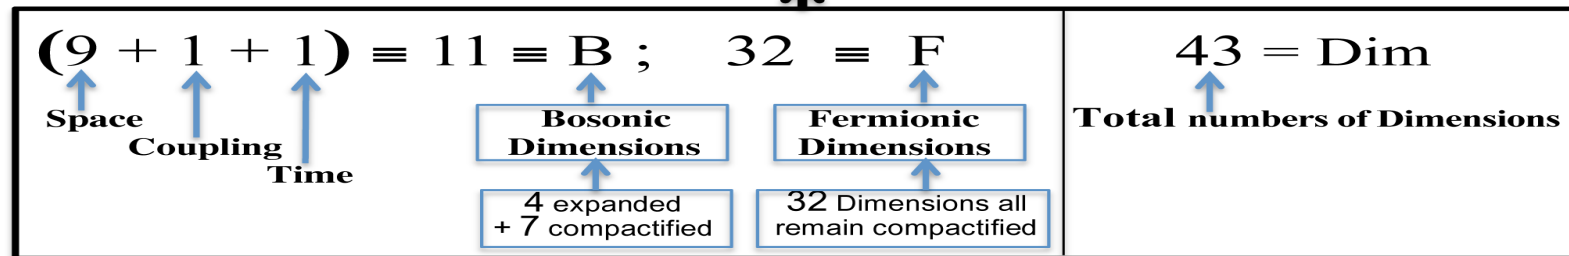 (9 + 1 + 1) ≡ 11 ≡ B ; 32 ≡ F
43 = Dim
Space
Coupling
Time
Bosonic
Dimensions
Fermionic
Dimensions
Total numbers of Dimensions
4 expanded
+ 7 compactified
32 Dimensions all
remain compactified